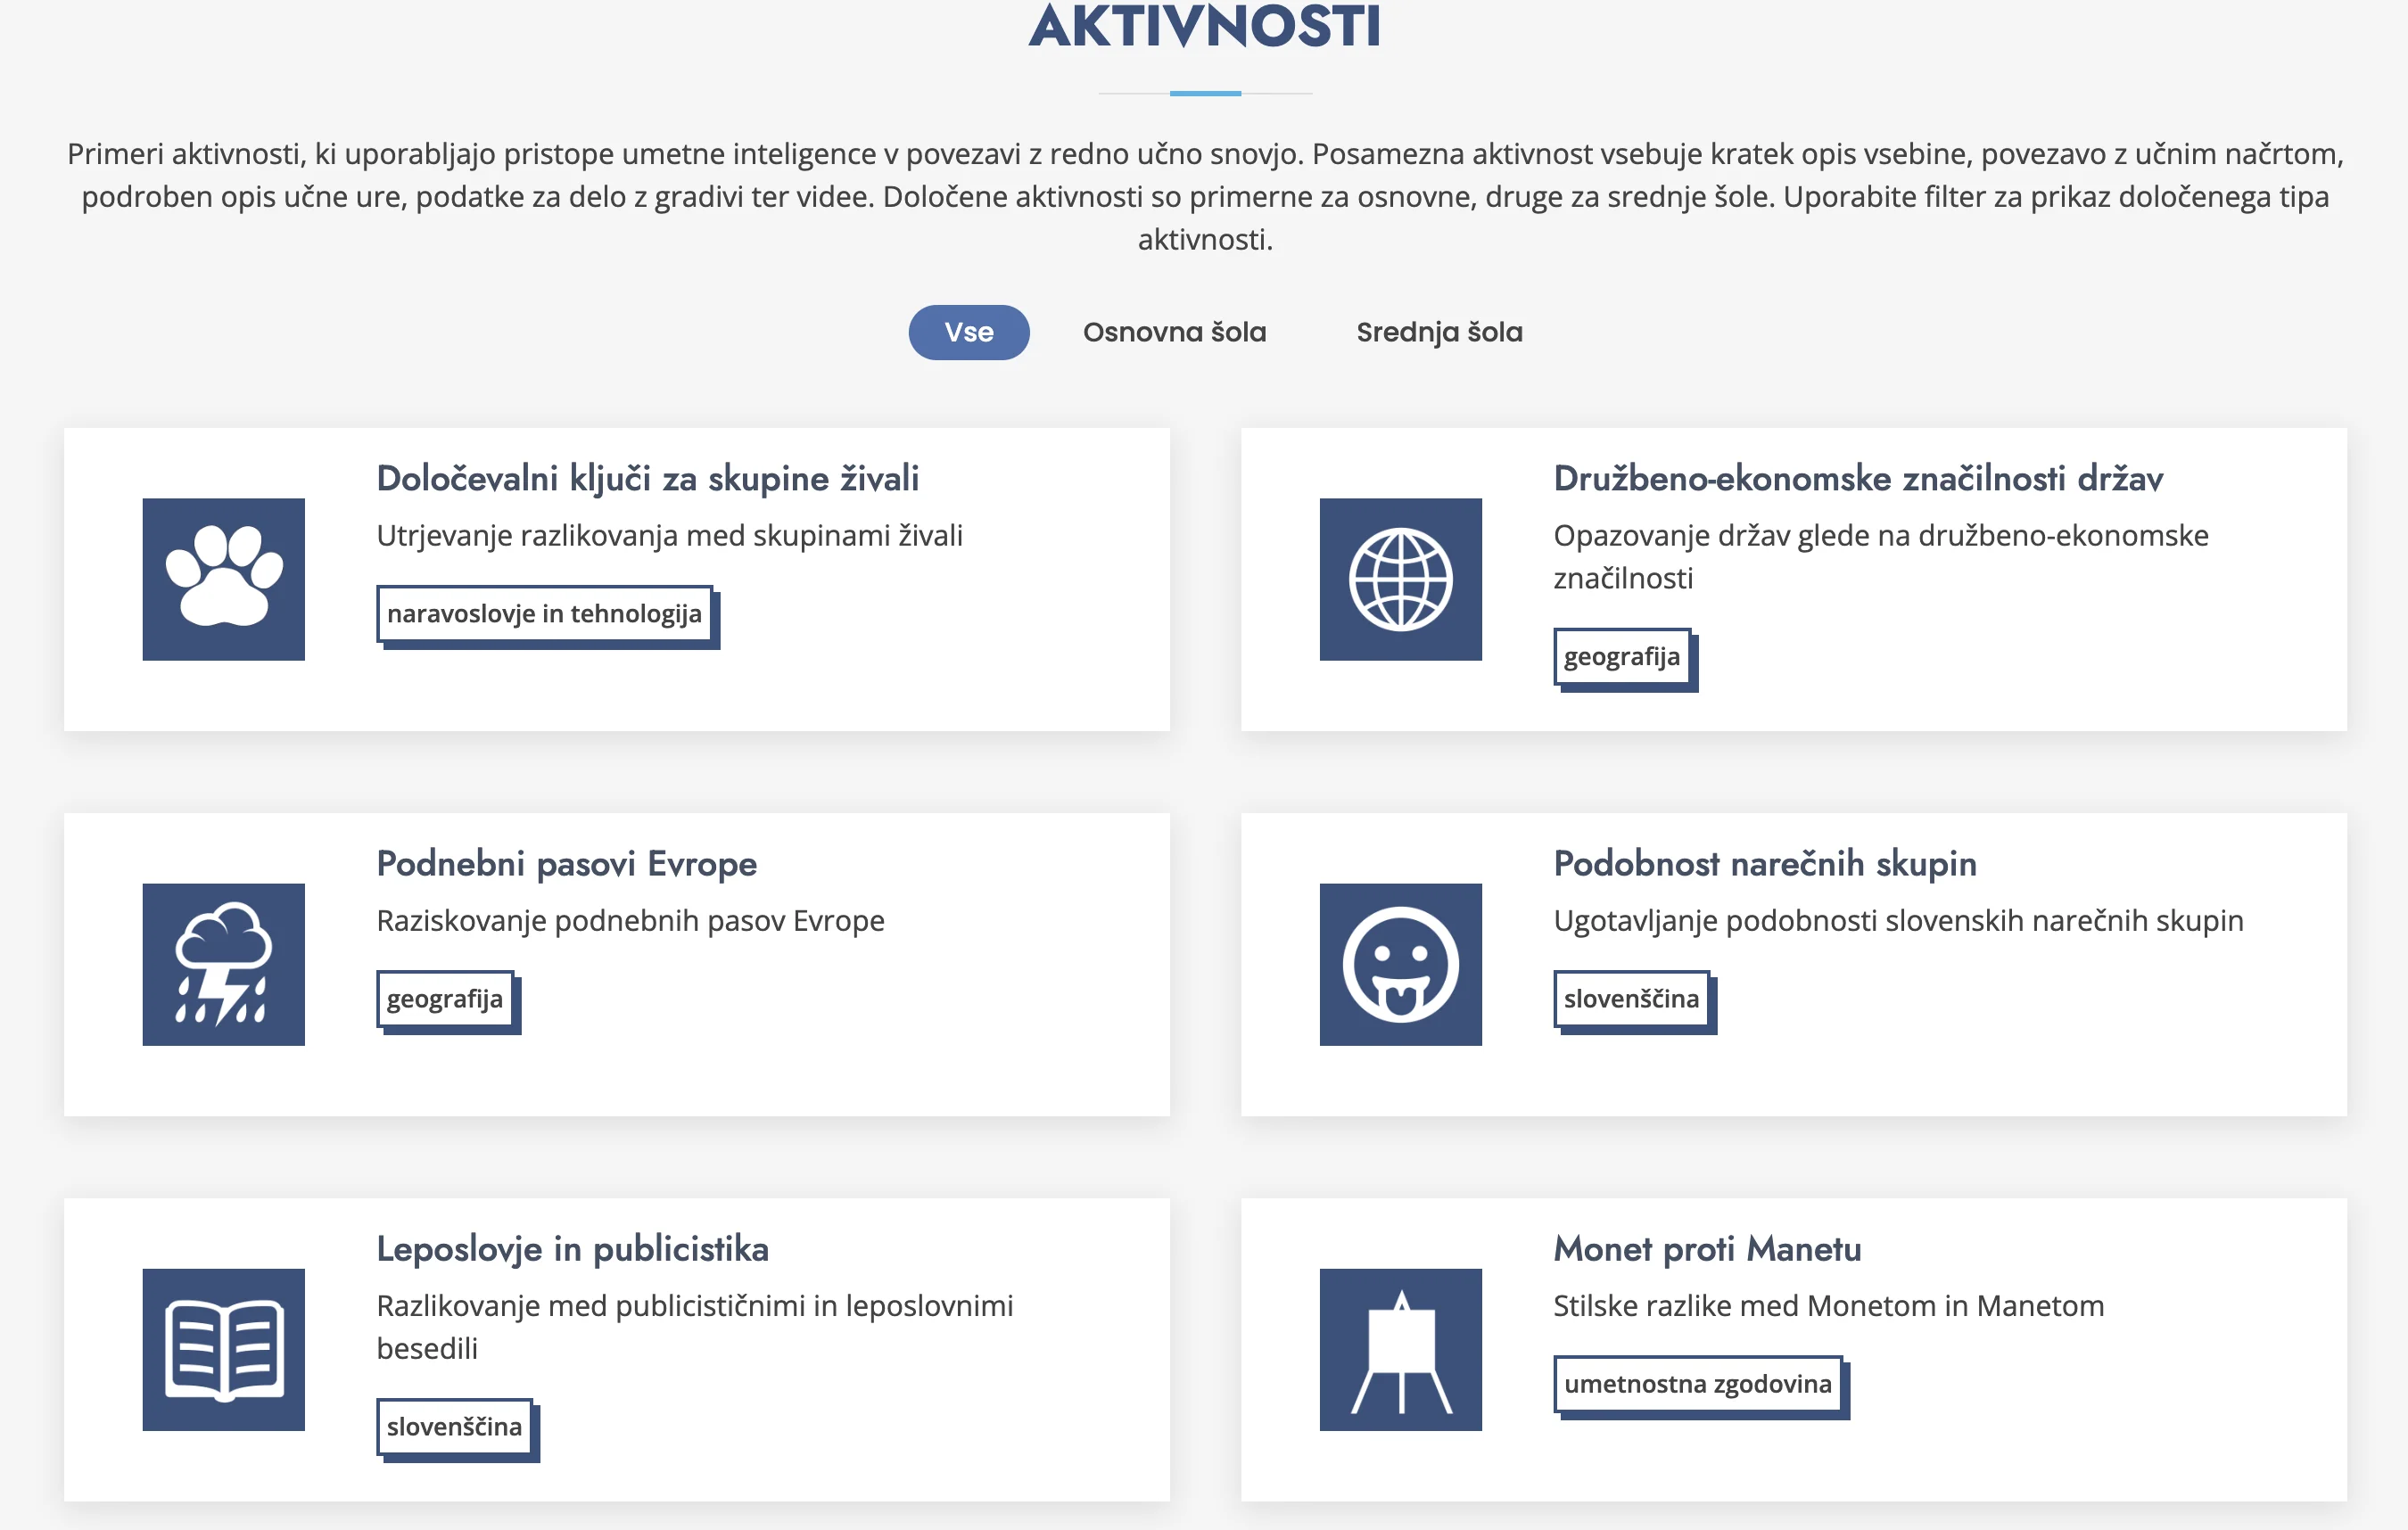 AKTIVNOSTI
Primeri aktivnosti, ki uporabljajo pristope umetne inteligence v povezavi z redno učno snovjo. Posamezna aktivnost vsebuje kratek opis vsebine, povezavo z učnim načrtom,
podroben opis učne ure, podatke za delo z gradivi ter videe. Določene aktivnosti so primerne za osnovne, druge za srednje šole. Uporabite filter za prikaz določenega tipa
aktivnosti.
Vse
Osnovna šola
Srednja šola
Določevalni ključi za skupine živali
Utrjevanje razlikovanja med skupinami živali
naravoslovje in tehnologija
Družbeno-ekonomske značilnosti držav
Opazovanje držav glede na družbeno-ekonomske
značilnosti
geografija
Podnebni pasovi Evrope
Raziskovanje podnebnih pasov Evrope
geografija
Podobnost narečnih skupin
Ugotavljanje podobnosti slovenskih narečnih skupin
slovenščina
Leposlovje in publicistika
Razlikovanje med publicističnimi in leposlovnimi
besedili
slovenščina
Monet proti Manetu
Stilske razlike med Monetom in Manetom
umetnostna zgodovina